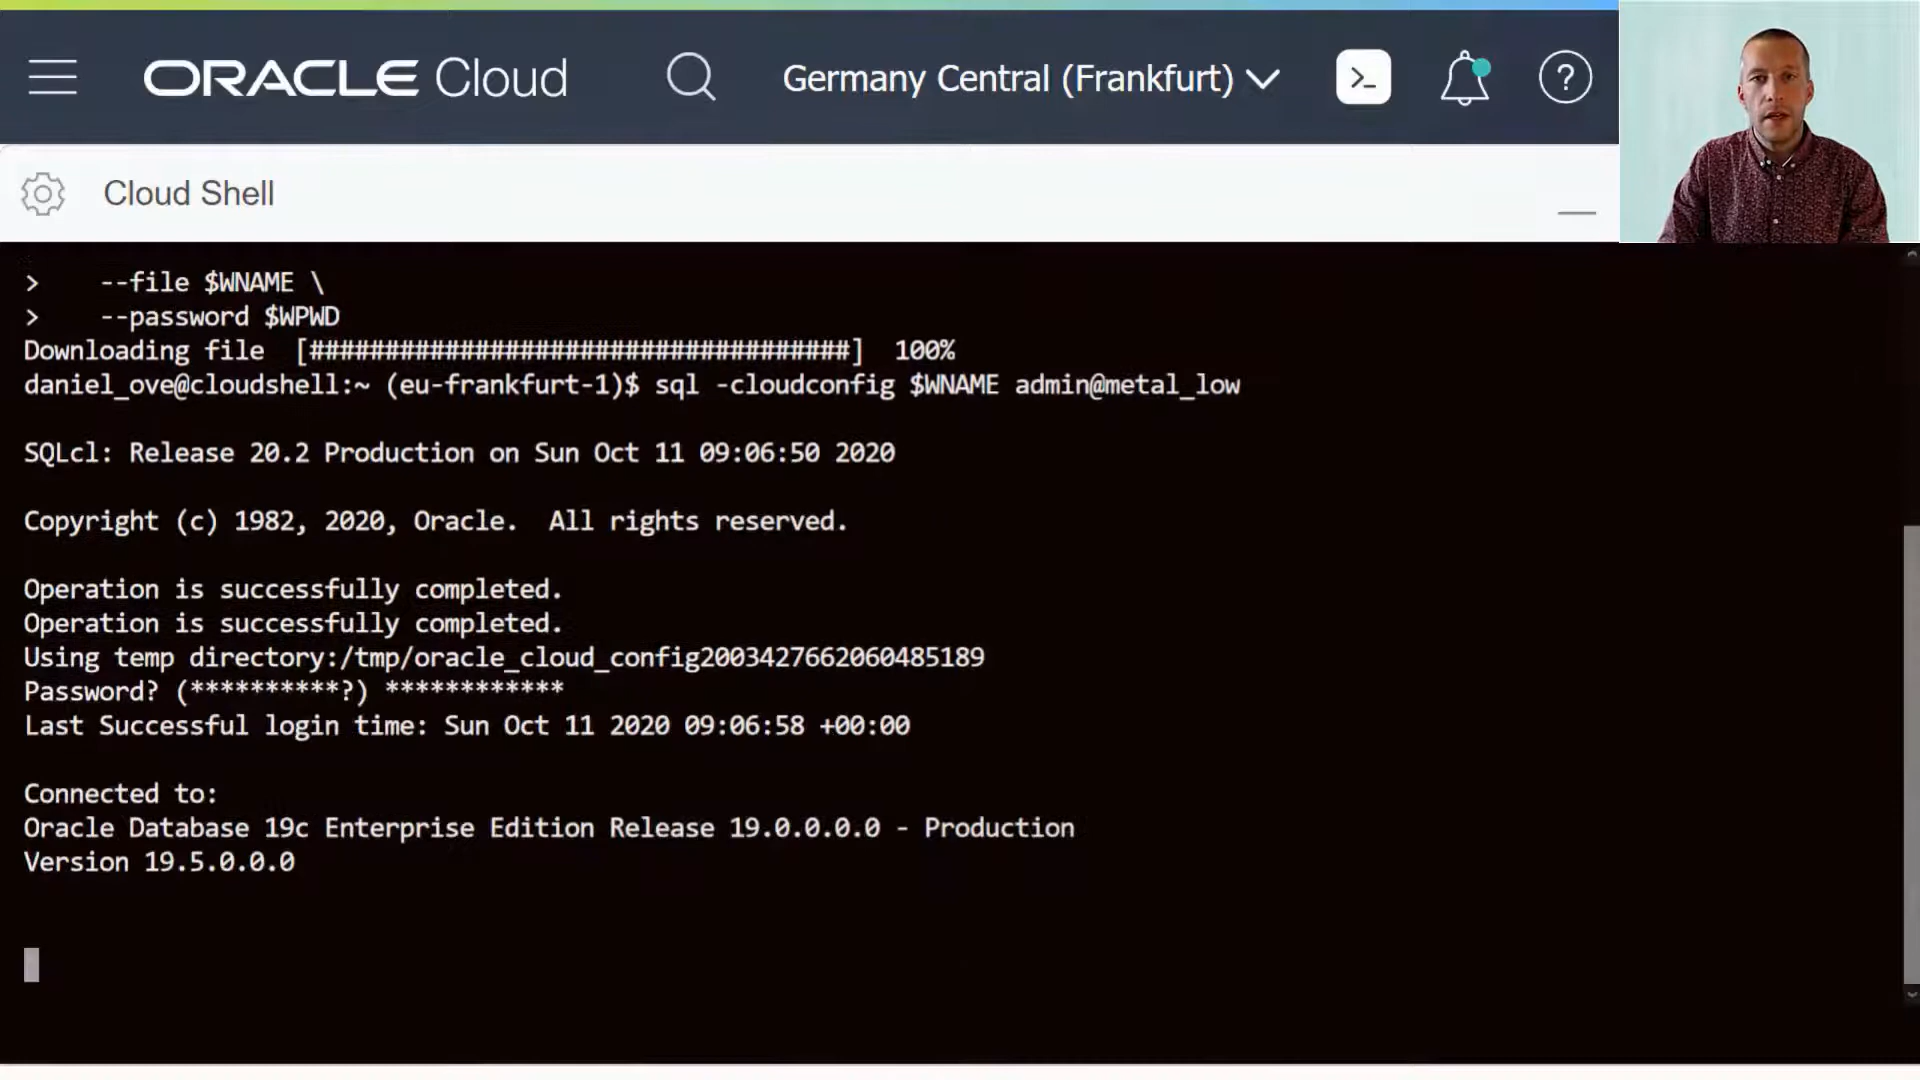 ORACLE Cloud
Germany Central (Frankfurt)
>_
?
Cloud Shell
> --file $WNAME \
> --password $WPWD
Downloading file [####################################] 100%
daniel_ove@cloudshell:~ (eu-frankfurt-1)$ sql -cloudconfig $WNAME admin@metal_low
SQLcl: Release 20.2 Production on Sun Oct 11 09:06:50 2020
Copyright (c) 1982, 2020, Oracle. All rights reserved.
Operation is successfully completed.
Operation is successfully completed.
Using temp directory:/tmp/oracle_cloud_config2003427662060485189
Password? (**********?) ************
Last Successful login time: Sun Oct 11 2020 09:06:58 +00:00
Connected to:
Oracle Database 19c Enterprise Edition Release 19.0.0.0.0 - Production
Version 19.5.0.0.0